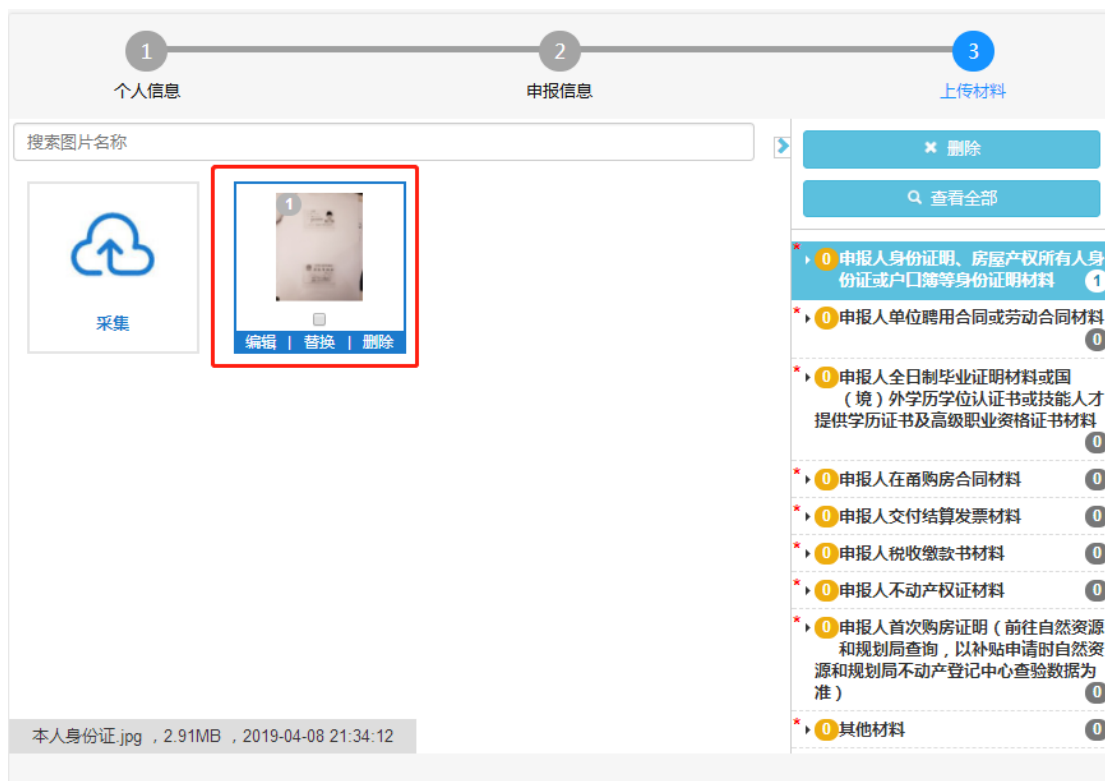 1
2
3
个人信息
申报信息
上传材料
搜索图片名称
采集
1
编辑 | 替换 | 删除
本人身份证.jpg ，2.91MB ，2019-04-08 21:34:12
✖ 删除
查看全部
* 0 申报人身份证明、房屋产权所有人身
份证或户口簿等身份证明材料 1
* 0 申报人单位聘用合同或劳动合同材料
0
* 0 申报人全日制毕业证明材料或国
（境）外学历学位认证书或技能人才
提供学历证书及高级职业资格证书材料
0
* 0 申报人在甬购房合同材料 0
* 0 申报人交付结算发票材料 0
* 0 申报人税收缴款书材料 0
* 0 申报人不动产权证材料 0
* 0 申报人首次购房证明（前往自然资源
和规划局查询，以补贴申请时自然资
源和规划局不动产登记中心查验数据为
准） 0
* 0 其他材料 0